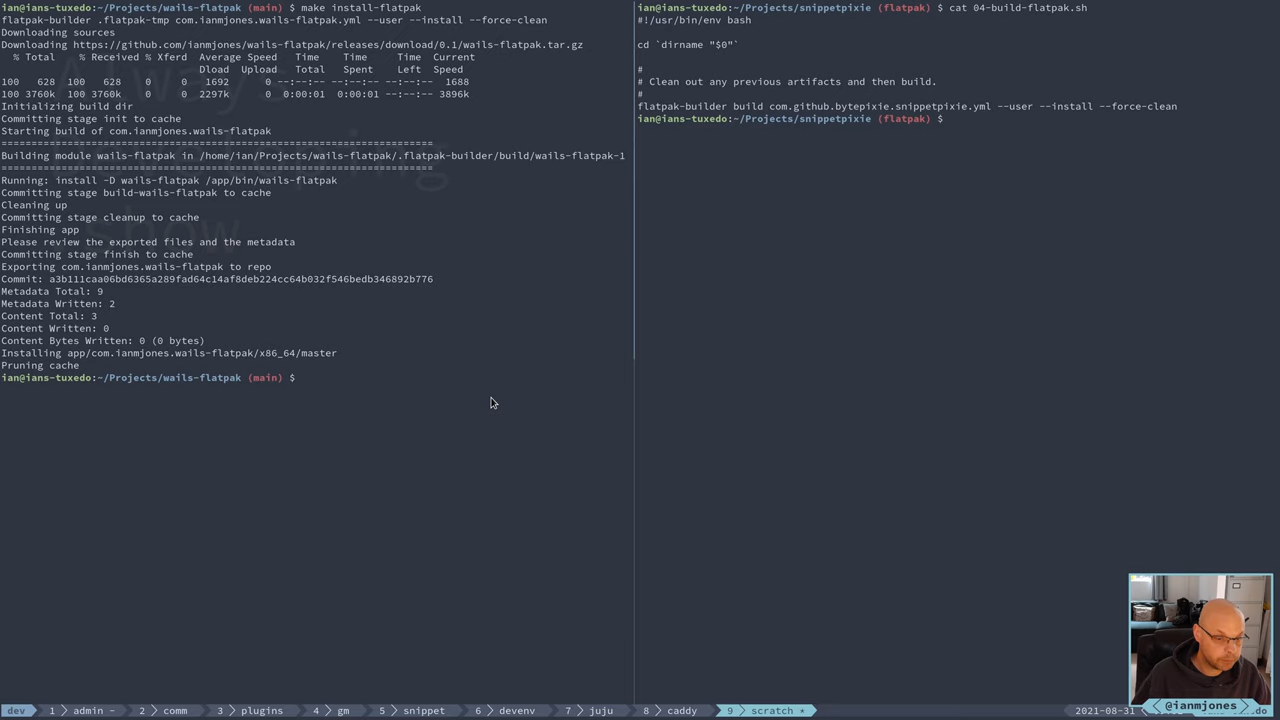 ian@ians-tuxedo:~/Projects/wails-flatpak (main) $ make install-flatpak
flatpak-builder .flatpak-tmp com.ianmjones.wails-flatpak.yml --user --install --force-clean
Downloading sources
Downloading https://github.com/ianmjones/wails-flatpak/releases/download/0.1/wails-flatpak.tar.gz
  % Total    % Received % Xferd  Average Speed   Time    Time     Time  Current
                                 Dload  Upload   Total   Spent    Left  Speed
100   628  100   628    0     0   1692      0 --:--:-- --:--:-- --:--:--  1688
100 3760k  100 3760k    0     0  2297k      0  0:00:01  0:00:01 --:--:-- 3896k
Initializing build dir
Committing stage init to cache
Starting build of com.ianmjones.wails-flatpak
========================================================================
Building module wails-flatpak in /home/ian/Projects/wails-flatpak/.flatpak-builder/build/wails-flatpak-1
========================================================================
Running: install -D wails-flatpak /app/bin/wails-flatpak
Committing stage build-wails-flatpak to cache
Cleaning up
Committing stage cleanup to cache
Finishing app
Please review the exported files and the metadata
Committing stage finish to cache
Exporting com.ianmjones.wails-flatpak to repo
Commit: a3b111caa06bd6365a289fad64c14af8deb224cc64b032f546bedb346892b776
Metadata Total: 9
Metadata Written: 2
Content Total: 3
Content Written: 0
Content Bytes Written: 0 (0 bytes)
Installing app/com.ianmjones.wails-flatpak/x86_64/master
Pruning cache
ian@ians-tuxedo:~/Projects/wails-flatpak (main) $
ian@ians-tuxedo:~/Projects/snippetpixie (flatpak) $ cat 04-build-flatpak.sh
#!/usr/bin/env bash
cd `dirname "$0"`
#
# Clean out any previous artifacts and then build.
#
flatpak-builder build com.github.bytepixie.snippetpixie.yml --user --install --force-clean
ian@ians-tuxedo:~/Projects/snippetpixie (flatpak) $
dev 1 admin - 2 comm 3 plugins 4 gm 5 snippet 6 devenv 7 juju 8 caddy 9 scratch * 2021-08-31
@ianmjones